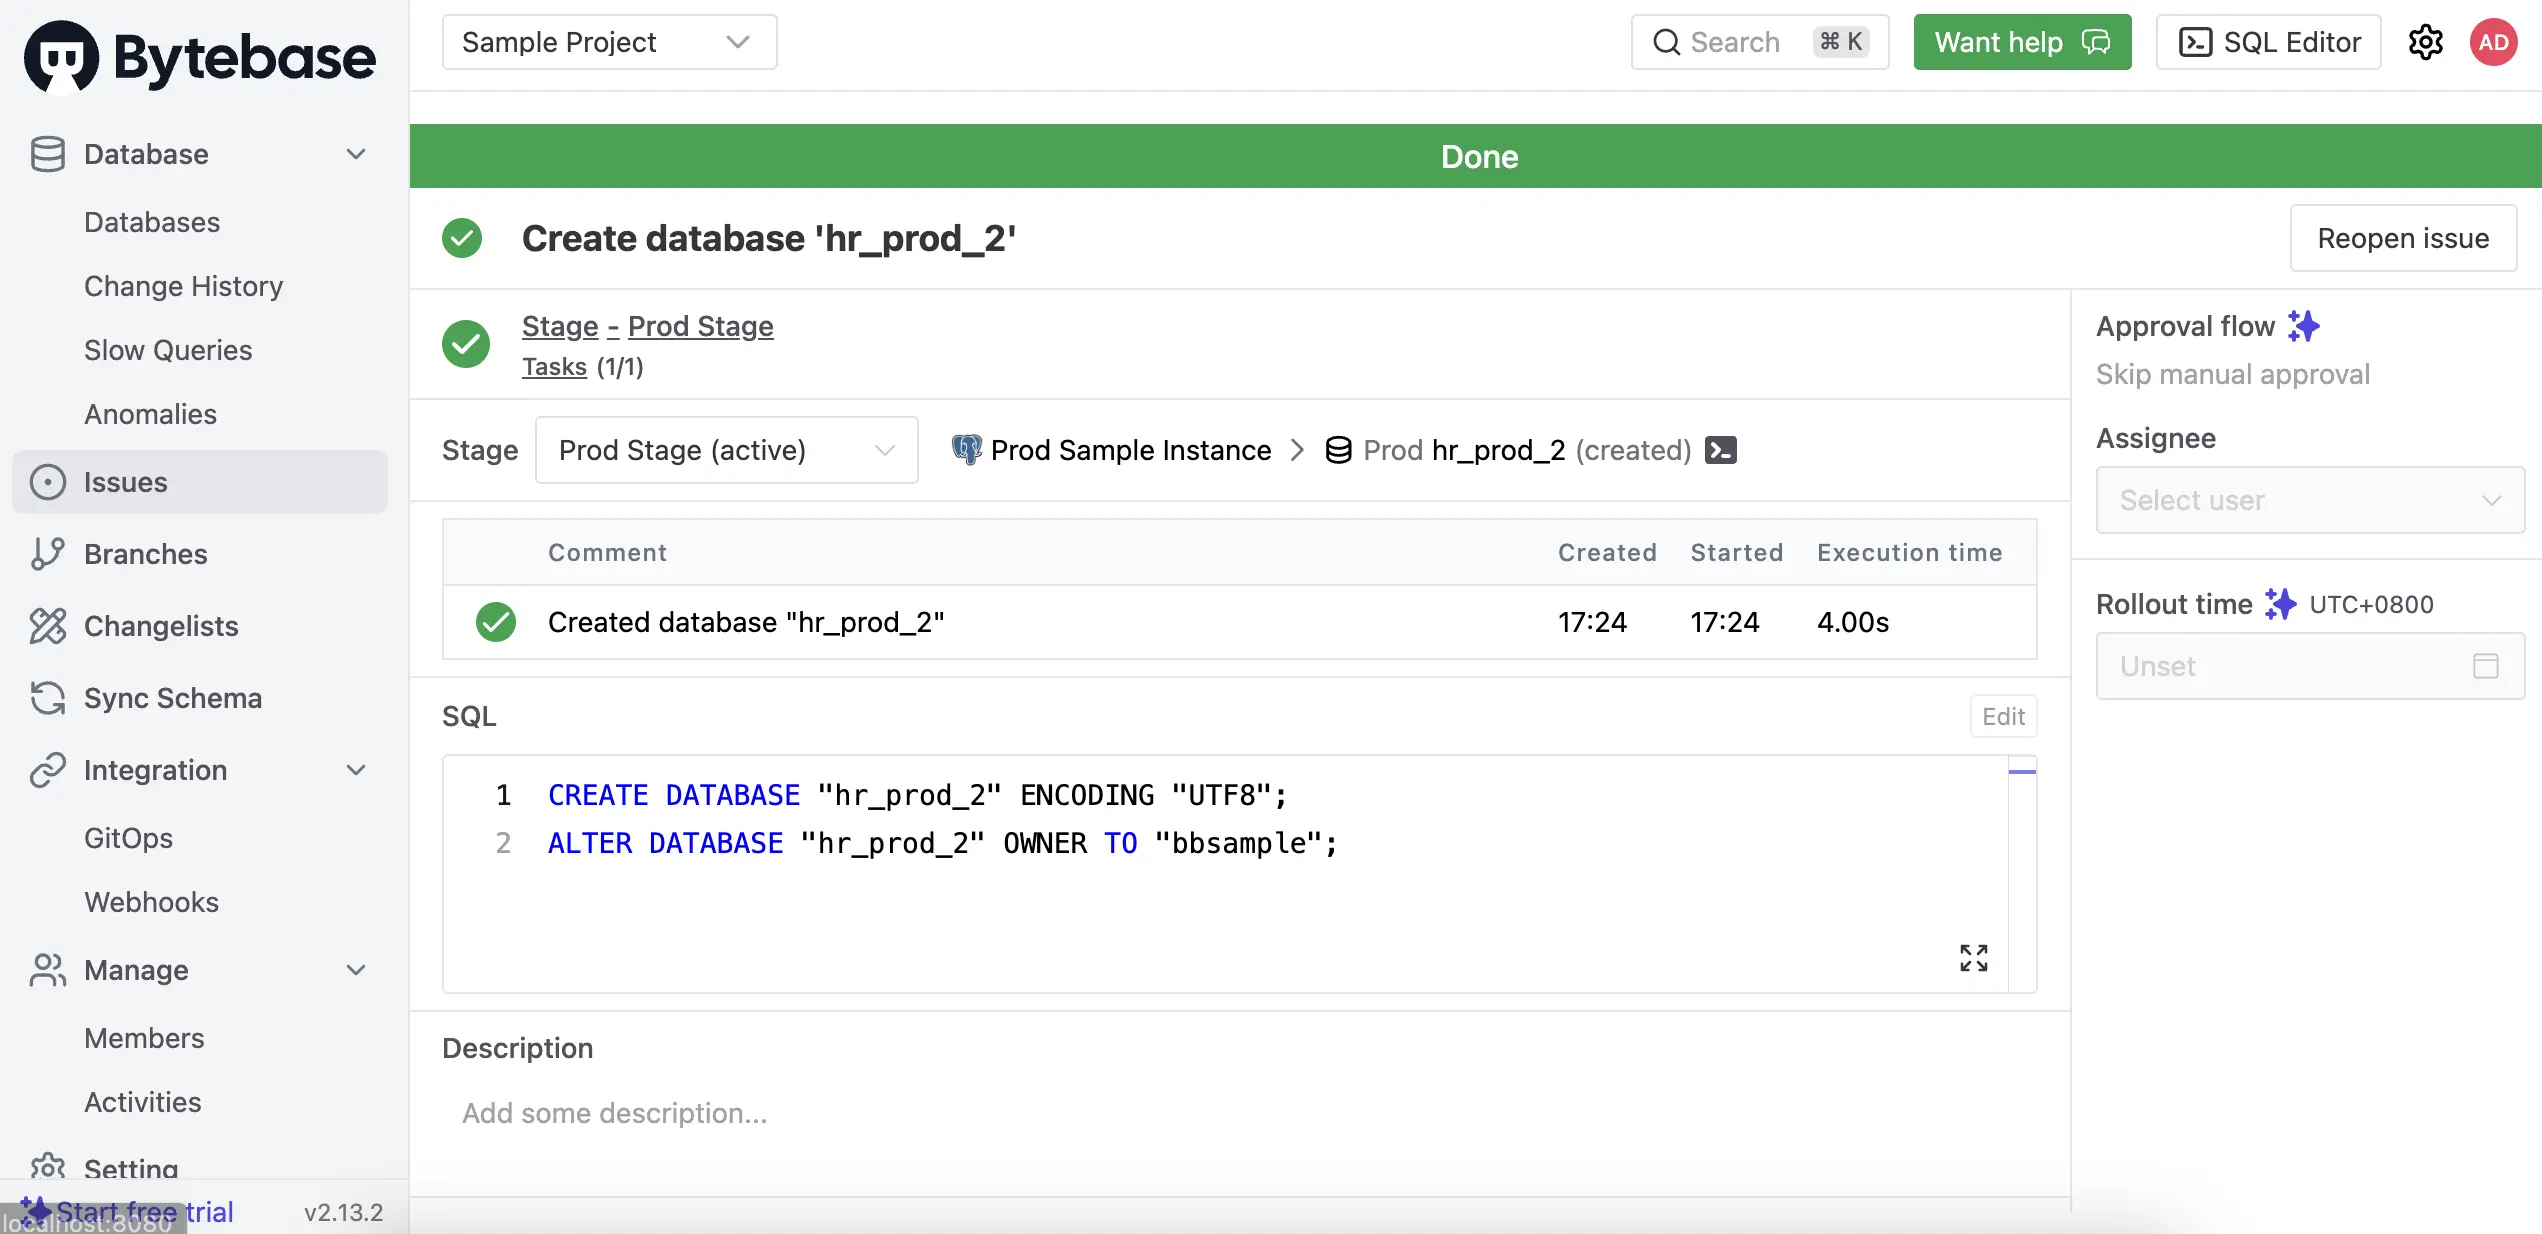 Bytebase
Sample Project
Search ⌘ K
Want help
SQL Editor
AD
Database
Databases
Change History
Slow Queries
Anomalies
Issues
Branches
Changelists
Sync Schema
Integration
GitOps
Webhooks
Manage
Members
Activities
Setting
Start free trial
v2.13.2
localhost:8080
Done
Create database 'hr_prod_2'
Reopen issue
Stage - Prod Stage
Tasks (1/1)
Stage Prod Stage (active) Prod Sample Instance > Prod hr_prod_2 (created)
Comment Created Started Execution time
Created database "hr_prod_2" 17:24 17:24 4.00s
SQL
Edit
1 CREATE DATABASE "hr_prod_2" ENCODING "UTF8";
2 ALTER DATABASE "hr_prod_2" OWNER TO "bbsample";
Description
Add some description...
Approval flow
Skip manual approval
Assignee
Select user
Rollout time UTC+0800
Unset